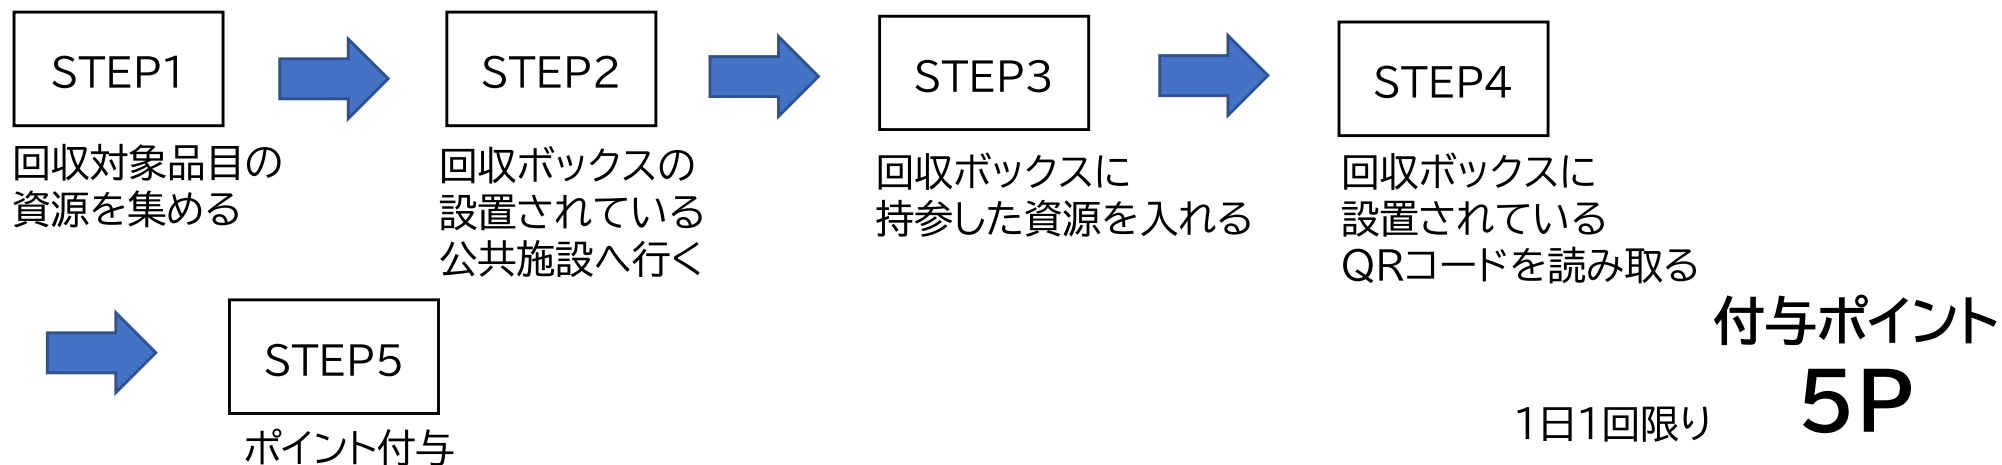 STEP1
回収対象品目の
資源を集める
STEP2
回収ボックスの
設置されている
公共施設へ行く
STEP3
回収ボックスに
持参した資源を入れる
STEP4
回収ボックスに
設置されている
QRコードを読み取る
STEP5
ポイント付与
付与ポイント
5P
1日1回限り